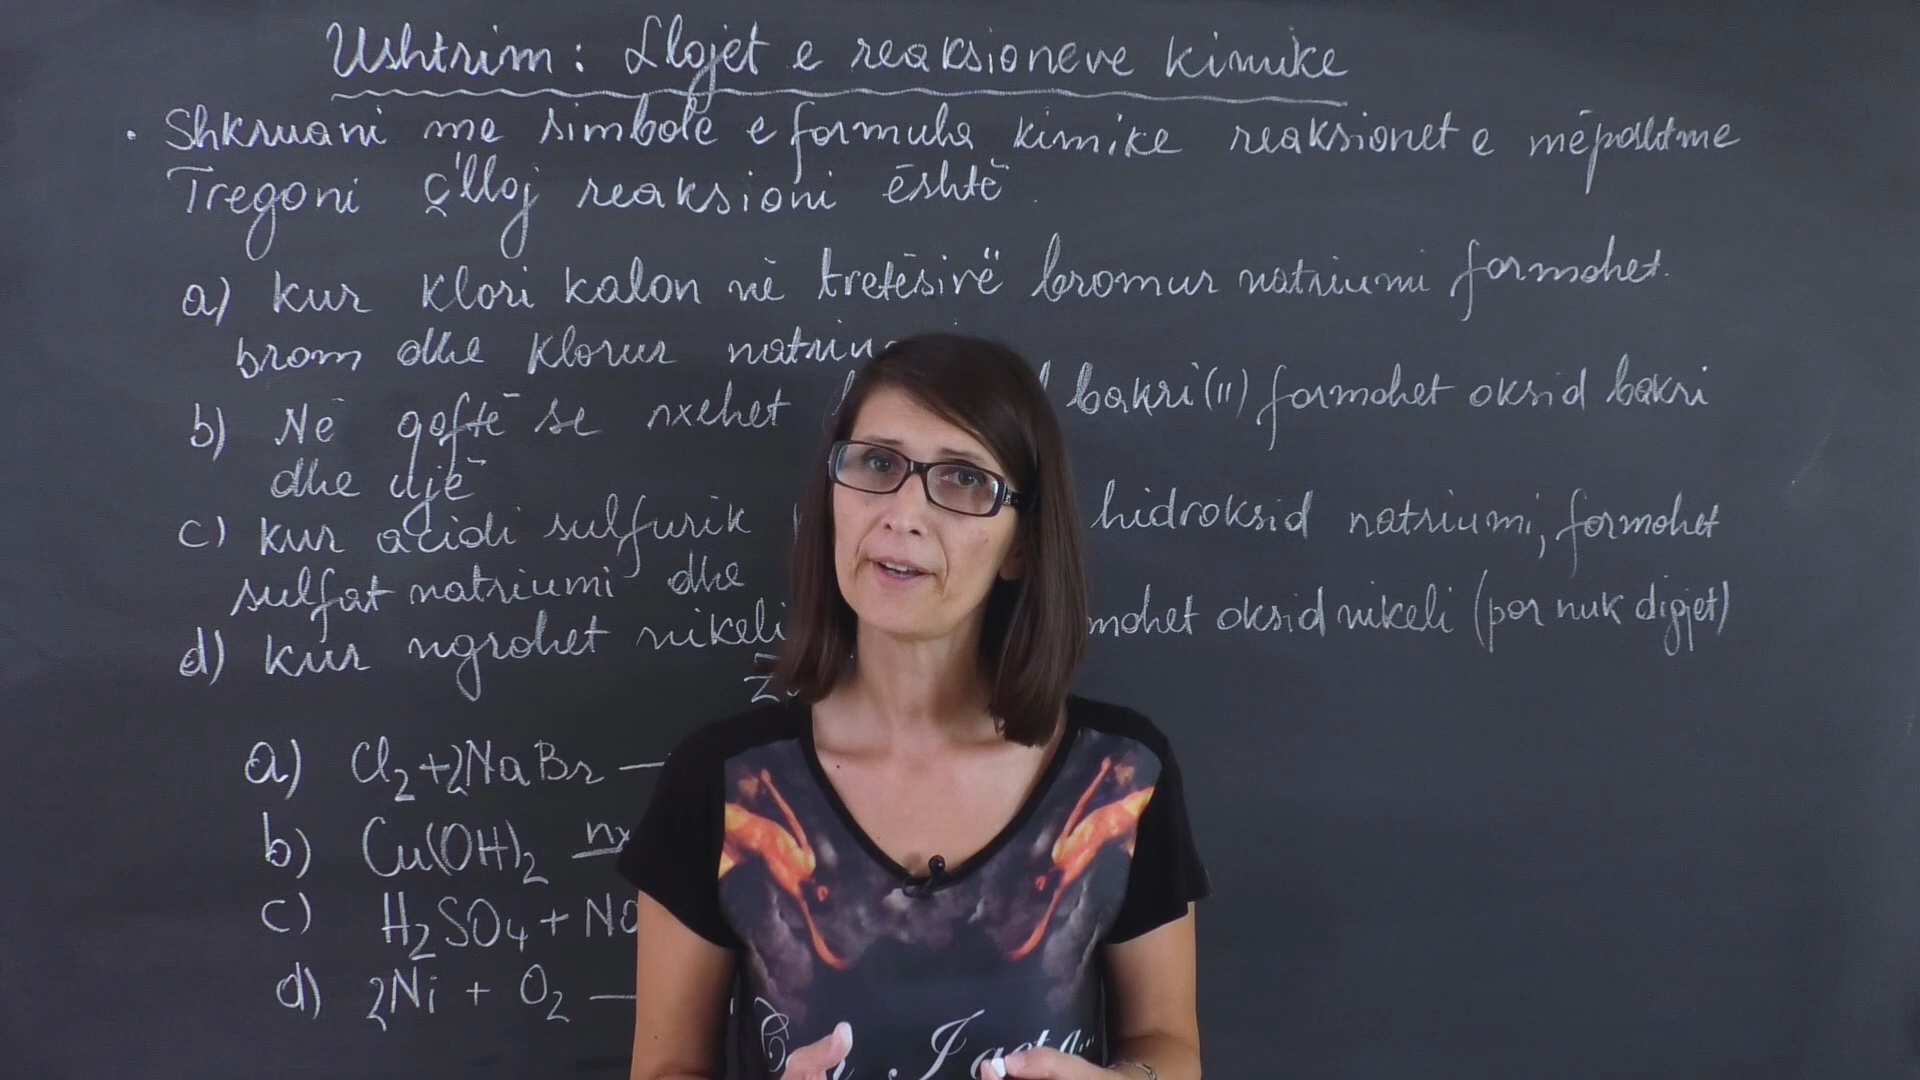 Ushtrim: Llojet e reaksioneve kimike
• Shkruani me simbole e formula kimike reaksionet e mëposhtme
Tregoni ç'lloj reaksioni është.
a) Kur klori kalon në tretësirë bromur natriumi formohet
brom dhe klorur
b) Në qoftë se nxehet bakri(II) formohet oksid bakri
dhe ujë
c) Kur acidi sulfurik hidroksid natriumi, formohet
sulfat natriumi dhe
d) Kur ngrohet nikeli oksid nikeli (por nuk digjet)
a) Cl2+2NaBr —
b) Cu(OH)2
c) H2SO4 +
d) 2Ni + O2 —